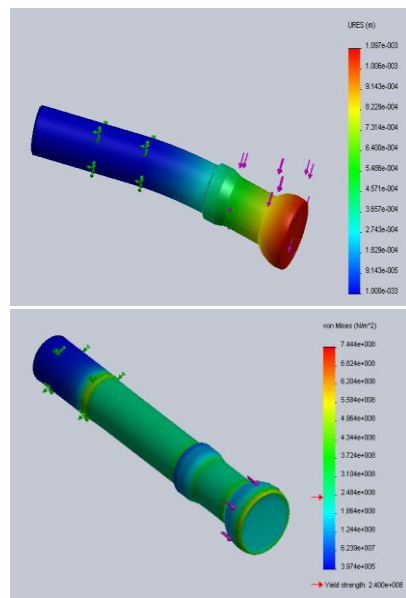 URES (m)
1.097e-003
1.006e-003
9.143e-004
8.229e-004
7.314e-004
6.400e-004
5.486e-004
4.571e-004
3.657e-004
2.743e-004
1.829e-004
9.143e-005
1.000e-033
von Mises (N/m^2)
7.444e+008
6.824e+008
6.204e+008
5.584e+008
4.344e+008
3.724e+008
3.104e+008
2.484e+008
1.864e+008
1.244e+008
6.239e+007
3.974e+005
Yield strength: 2.400e+008